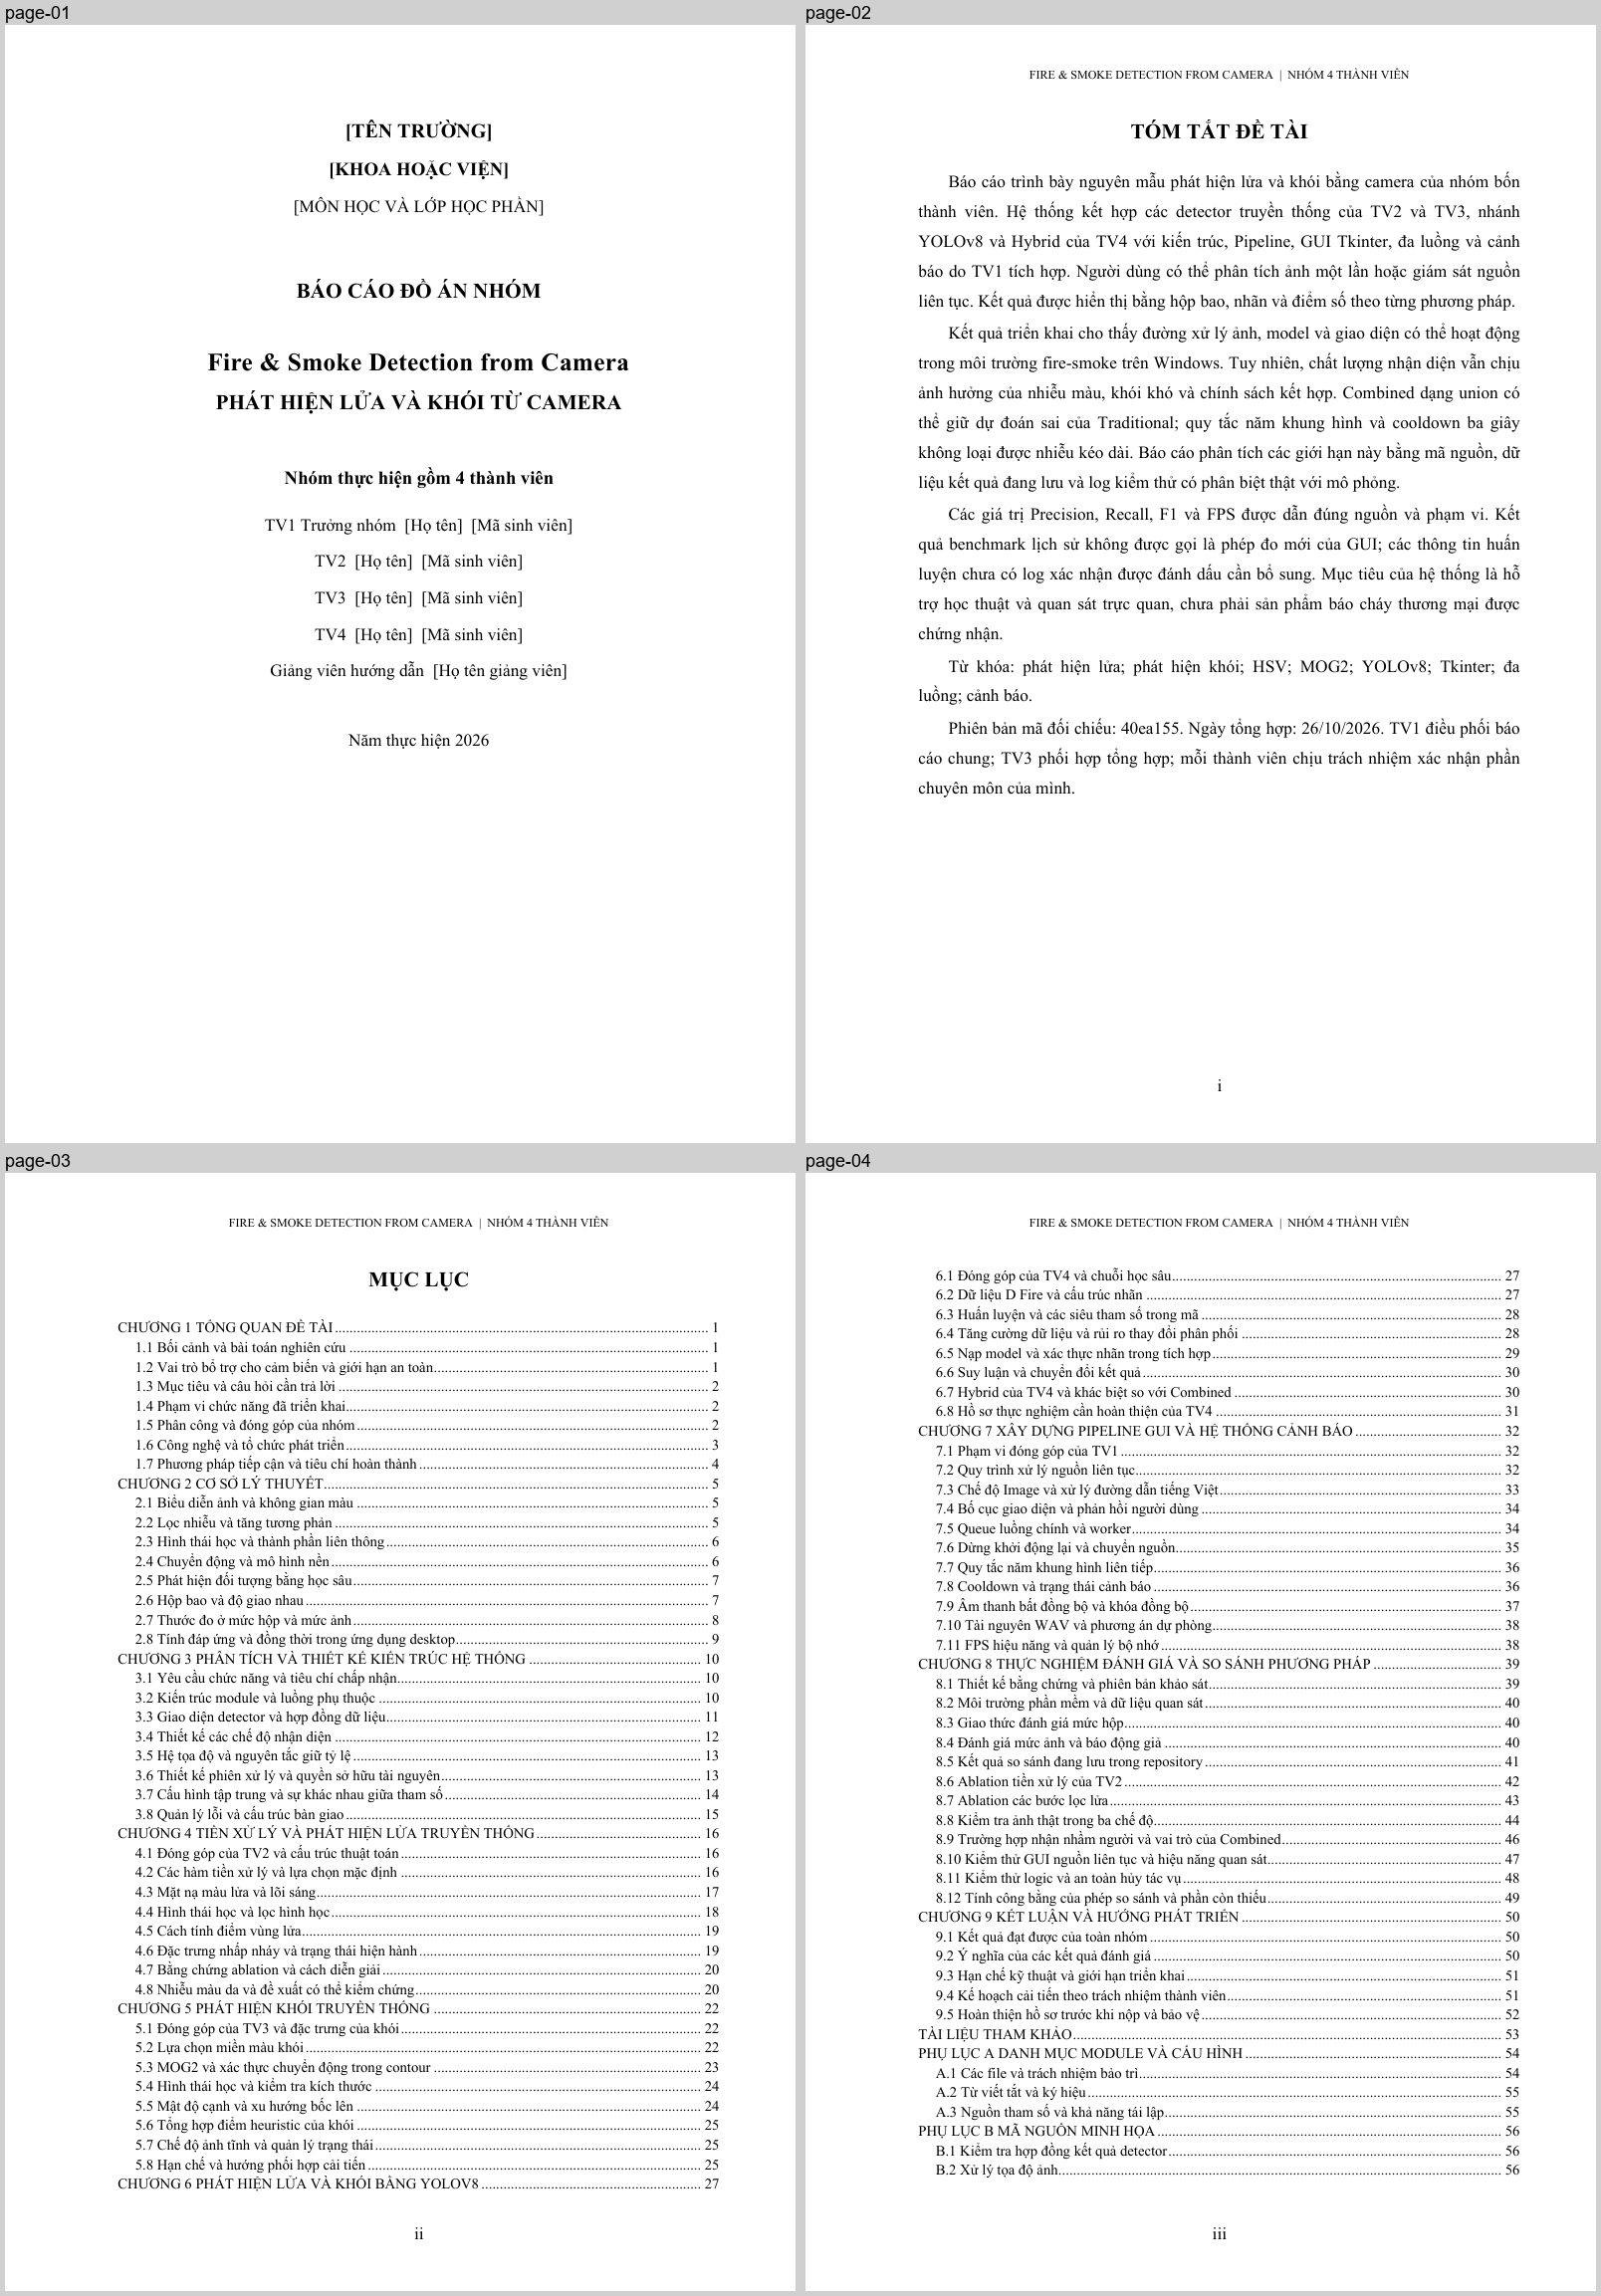 page-01
[TÊN TRƯỜNG]
[KHOA HOẶC VIỆN]
[MÔN HỌC VÀ LỚP HỌC PHẦN]
BÁO CÁO ĐỒ ÁN NHÓM
Fire & Smoke Detection from Camera
PHÁT HIỆN LỬA VÀ KHÓI TỪ CAMERA
Nhóm thực hiện gồm 4 thành viên
TV1 Trưởng nhóm [Họ tên] [Mã sinh viên]
TV2 [Họ tên] [Mã sinh viên]
TV3 [Họ tên] [Mã sinh viên]
TV4 [Họ tên] [Mã sinh viên]
Giảng viên hướng dẫn [Họ tên giảng viên]
Năm thực hiện 2026
page-02
FIRE & SMOKE DETECTION FROM CAMERA | NHÓM 4 THÀNH VIÊN
TÓM TẮT ĐỀ TÀI
Báo cáo trình bày nguyên mẫu phát hiện lửa và khói bằng camera của nhóm bốn
thành viên. Hệ thống kết hợp các detector truyền thống của TV2 và TV3, nhánh
YOLOv8 và Hybrid của TV4 với kiến trúc, Pipeline, GUI Tkinter, đa luồng và cảnh
báo do TV1 tích hợp. Người dùng có thể phân tích ảnh một lần hoặc giám sát nguồn
liên tục. Kết quả được hiển thị bằng hộp bao, nhãn và điểm số theo từng phương pháp.
Kết quả triển khai cho thấy đường xử lý ảnh, model và giao diện có thể hoạt động
trong môi trường fire-smoke trên Windows. Tuy nhiên, chất lượng nhận diện vẫn chịu
ảnh hưởng của nhiễu màu, khói khó và chính sách kết hợp. Combined dạng union có
thể giữ dự đoán sai của Traditional; quy tắc năm khung hình và cooldown ba giây
không loại được nhiễu kéo dài. Báo cáo phân tích các giới hạn này bằng mã nguồn, dữ
liệu kết quả đang lưu và log kiểm thử có phân biệt thật với mô phỏng.
Các giá trị Precision, Recall, F1 và FPS được dẫn đúng nguồn và phạm vi. Kết
quả benchmark lịch sử không được gọi là phép đo mới của GUI; các thông tin huấn
luyện chưa có log xác nhận được đánh dấu cần bổ sung. Mục tiêu của hệ thống là hỗ
trợ học thuật và quan sát trực quan, chưa phải sản phẩm báo cháy thương mại được
chứng nhận.
Từ khóa: phát hiện lửa; phát hiện khói; HSV; MOG2; YOLOv8; Tkinter; đa
luồng; cảnh báo.
Phiên bản mã đối chiếu: 40ea155. Ngày tổng hợp: 26/10/2026. TV1 điều phối báo
cáo chung; TV3 phối hợp tổng hợp; mỗi thành viên chịu trách nhiệm xác nhận phần
chuyên môn của mình.
i
page-03
FIRE & SMOKE DETECTION FROM CAMERA | NHÓM 4 THÀNH VIÊN
MỤC LỤC
CHƯƠNG 1 TỔNG QUAN ĐỀ TÀI ........ 1
1.1 Bối cảnh và bài toán nghiên cứu ........ 1
1.2 Vai trò bổ trợ cho cảm biến và giới hạn an toàn ........ 1
1.3 Mục tiêu và câu hỏi cần trả lời ........ 2
1.4 Phạm vi chức năng đã triển khai ........ 2
1.5 Phân công và đóng góp của nhóm ........ 2
1.6 Công nghệ và tổ chức phát triển ........ 3
1.7 Phương pháp tiếp cận và tiêu chí hoàn thành ........ 4
CHƯƠNG 2 CƠ SỞ LÝ THUYẾT ........ 5
2.1 Biểu diễn ảnh và không gian màu ........ 5
2.2 Lọc nhiễu và tăng tương phản ........ 5
2.3 Hình thái học và thành phần liên thông ........ 6
2.4 Chuyển động và mô hình nền ........ 6
2.5 Phát hiện đối tượng bằng học sâu ........ 7
2.6 Hộp bao và độ giao nhau ........ 7
2.7 Thước đo ở mức hộp và mức ảnh ........ 8
2.8 Tính đáp ứng và đồng thời trong ứng dụng desktop ........ 9
CHƯƠNG 3 PHÂN TÍCH VÀ THIẾT KẾ KIẾN TRÚC HỆ THỐNG ........ 10
3.1 Yêu cầu chức năng và tiêu chí chấp nhận ........ 10
3.2 Kiến trúc module và luồng phụ thuộc ........ 10
3.3 Giao diện detector và hợp đồng dữ liệu ........ 11
3.4 Thiết kế các chế độ nhận diện ........ 12
3.5 Hệ tọa độ và nguyên tắc giữ tỷ lệ ........ 13
3.6 Thiết kế phiên xử lý và quyền sở hữu tài nguyên ........ 13
3.7 Cấu hình tập trung và sự khác nhau giữa tham số ........ 14
3.8 Quản lý lỗi và cấu trúc bàn giao ........ 15
CHƯƠNG 4 TIỀN XỬ LÝ VÀ PHÁT HIỆN LỬA TRUYỀN THỐNG ........ 16
4.1 Đóng góp của TV2 và cấu trúc thuật toán ........ 16
4.2 Các hàm tiền xử lý và lựa chọn mặc định ........ 16
4.3 Mặt nạ màu lửa và lõi sáng ........ 17
4.4 Hình thái học và lọc hình học ........ 18
4.5 Cách tính điểm vùng lửa ........ 19
4.6 Đặc trưng nhấp nháy và trạng thái hiện hành ........ 19
4.7 Bằng chứng ablation và cách diễn giải ........ 20
4.8 Nhiễu màu da và đề xuất có thể kiểm chứng ........ 20
CHƯƠNG 5 PHÁT HIỆN KHÓI TRUYỀN THỐNG ........ 22
5.1 Đóng góp của TV3 và đặc trưng của khói ........ 22
5.2 Lựa chọn miền màu khói ........ 22
5.3 MOG2 và xác thực chuyển động trong contour ........ 23
5.4 Hình thái học và kiểm tra kích thước ........ 24
5.5 Mật độ cạnh và xu hướng bốc lên ........ 24
5.6 Tổng hợp điểm heuristic của khói ........ 25
5.7 Chế độ ảnh tĩnh và quản lý trạng thái ........ 25
5.8 Hạn chế và hướng phối hợp cải tiến ........ 25
CHƯƠNG 6 PHÁT HIỆN LỬA VÀ KHÓI BẰNG YOLOV8 ........ 27
ii
page-04
FIRE & SMOKE DETECTION FROM CAMERA | NHÓM 4 THÀNH VIÊN
6.1 Đóng góp của TV4 và chuỗi học sâu ........ 27
6.2 Dữ liệu D Fire và cấu trúc nhãn ........ 27
6.3 Huấn luyện và các siêu tham số trong mã ........ 28
6.4 Tăng cường dữ liệu và rủi ro thay đổi phân phối ........ 28
6.5 Nạp model và xác thực nhãn trong tích hợp ........ 29
6.6 Suy luận và chuyển đổi kết quả ........ 30
6.7 Hybrid của TV4 và khác biệt so với Combined ........ 30
6.8 Hồ sơ thực nghiệm cần hoàn thiện của TV4 ........ 31
CHƯƠNG 7 XÂY DỰNG PIPELINE GUI VÀ HỆ THỐNG CẢNH BÁO ........ 32
7.1 Phạm vi đóng góp của TV1 ........ 32
7.2 Quy trình xử lý nguồn liên tục ........ 32
7.3 Chế độ Image và xử lý đường dẫn tiếng Việt ........ 33
7.4 Bố cục giao diện và phản hồi người dùng ........ 34
7.5 Queue luồng chính và worker ........ 34
7.6 Dừng khởi động lại và chuyển nguồn ........ 35
7.7 Quy tắc năm khung hình liên tiếp ........ 36
7.8 Cooldown và trạng thái cảnh báo ........ 36
7.9 Âm thanh bất đồng bộ và khóa đồng bộ ........ 37
7.10 Tài nguyên WAV và phương án dự phòng ........ 38
7.11 FPS hiệu năng và quản lý bộ nhớ ........ 38
CHƯƠNG 8 THỰC NGHIỆM ĐÁNH GIÁ VÀ SO SÁNH PHƯƠNG PHÁP ........ 39
8.1 Thiết kế bằng chứng và phiên bản khảo sát ........ 39
8.2 Môi trường phần mềm và dữ liệu quan sát ........ 40
8.3 Giao thức đánh giá mức hộp ........ 40
8.4 Đánh giá mức ảnh và báo động giả ........ 40
8.5 Kết quả so sánh đang lưu trong repository ........ 41
8.6 Ablation tiền xử lý của TV2 ........ 42
8.7 Ablation các bước lọc lửa ........ 43
8.8 Kiểm tra ảnh thật trong ba chế độ ........ 44
8.9 Trường hợp nhận nhầm người và vai trò của Combined ........ 46
8.10 Kiểm thử GUI nguồn liên tục và hiệu năng quan sát ........ 47
8.11 Kiểm thử logic và an toàn hủy tác vụ ........ 48
8.12 Tính công bằng của phép so sánh và phần còn thiếu ........ 49
CHƯƠNG 9 KẾT LUẬN VÀ HƯỚNG PHÁT TRIỂN ........ 50
9.1 Kết quả đạt được của toàn nhóm ........ 50
9.2 Ý nghĩa của các kết quả đánh giá ........ 50
9.3 Hạn chế kỹ thuật và giới hạn triển khai ........ 51
9.4 Kế hoạch cải tiến theo trách nhiệm thành viên ........ 51
9.5 Hoàn thiện hồ sơ trước khi nộp và bảo vệ ........ 52
TÀI LIỆU THAM KHẢO ........ 53
PHỤ LỤC A DANH MỤC MODULE VÀ CẤU HÌNH ........ 54
A.1 Các file và trách nhiệm bảo trì ........ 54
A.2 Từ viết tắt và ký hiệu ........ 55
A.3 Nguồn tham số và khả năng tái lập ........ 55
PHỤ LỤC B MÃ NGUỒN MINH HỌA ........ 56
B.1 Kiểm tra hợp đồng kết quả detector ........ 56
B.2 Xử lý tọa độ ảnh ........ 56
iii